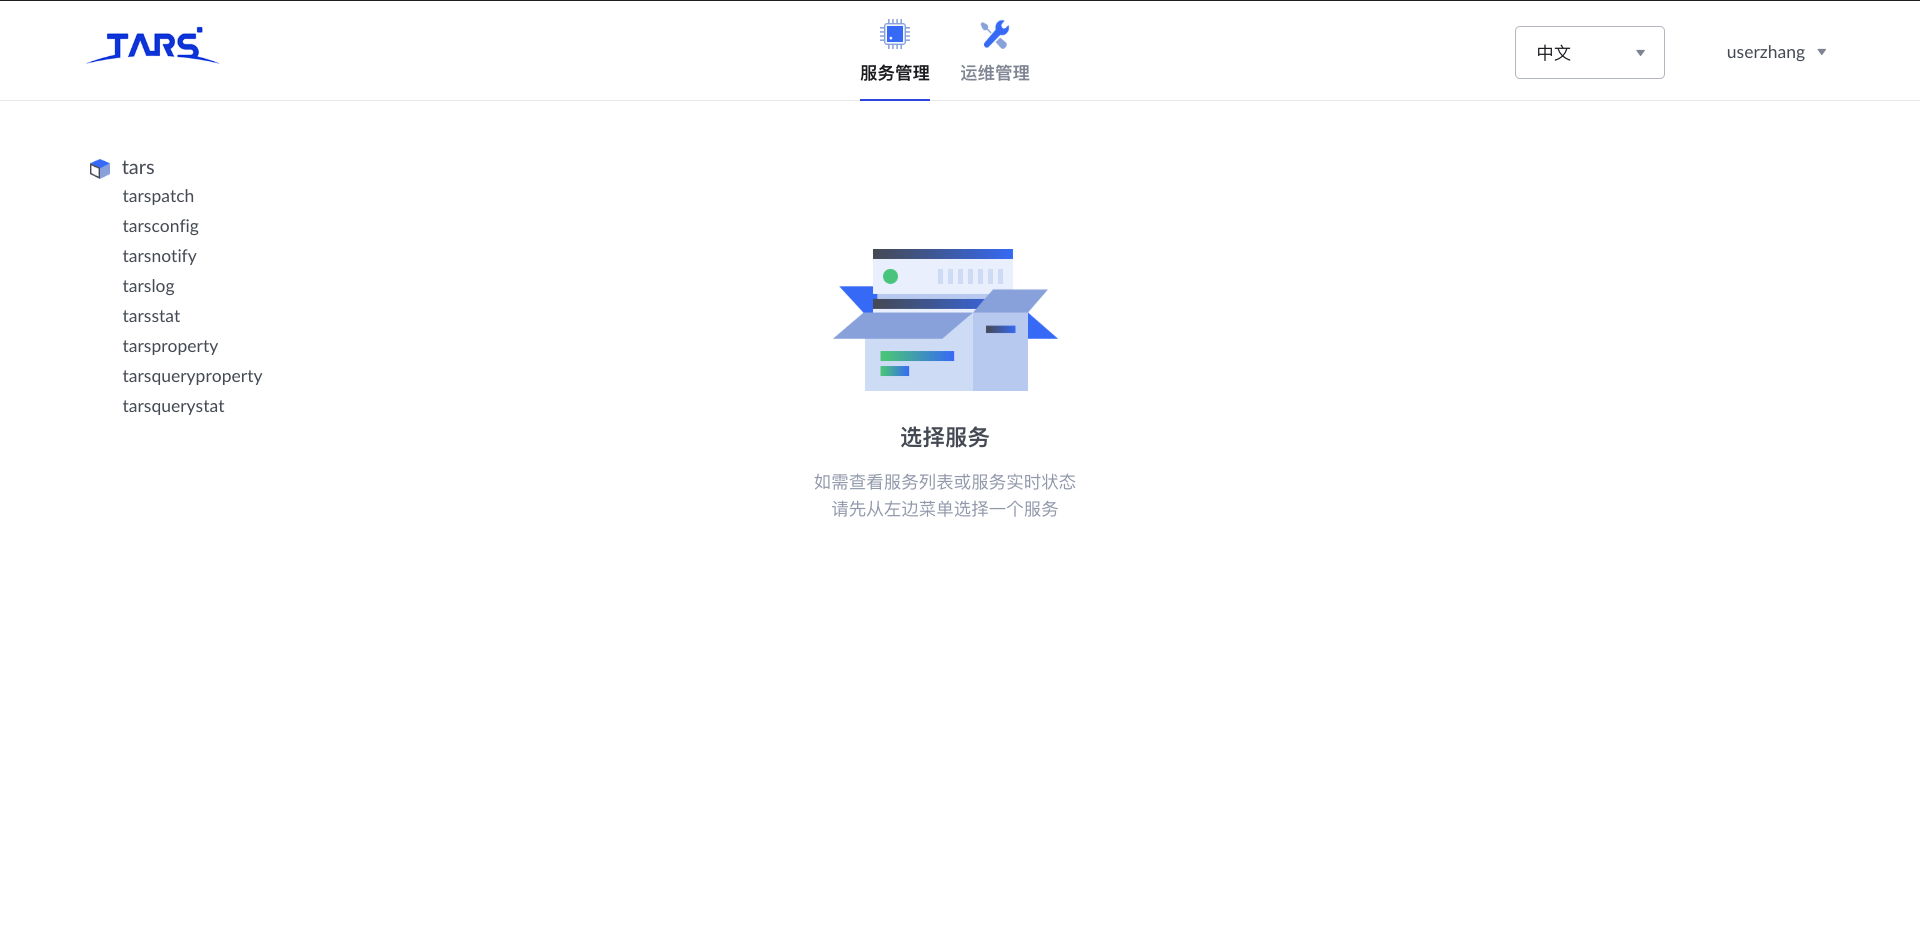 TARS
服务管理
运维管理
中文
userzhang
tars
tarspatch
tarsconfig
tarsnotify
tarslog
tarsstat
tarsproperty
tarsqueryproperty
tarsquerystat
选择服务
如需查看服务列表或服务实时状态
请先从左边菜单选择一个服务